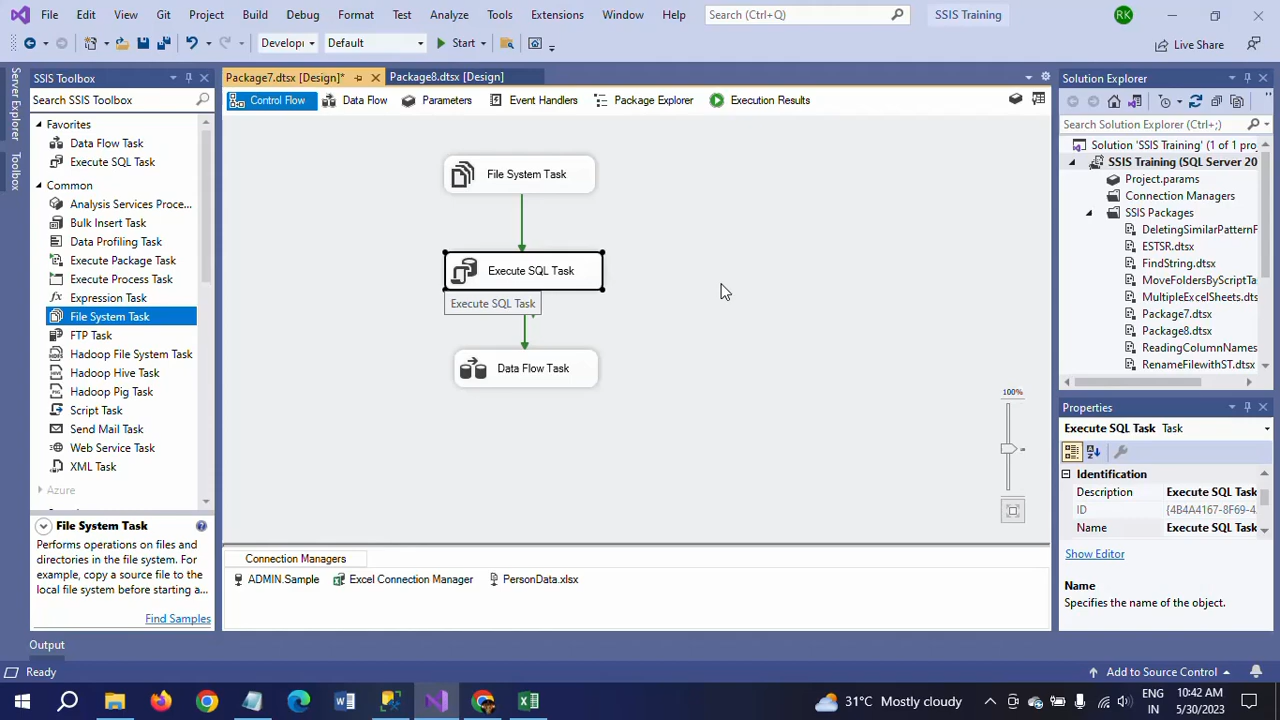 File Edit View Git Project Build Debug Format Test Analyze Tools Extensions Window Help Search (Ctrl+Q) SSIS Training RK
Developi Default Start Live Share
Server Explorer
Toolbox
SSIS Toolbox
Search SSIS Toolbox
Favorites
Data Flow Task
Execute SQL Task
Common
Analysis Services Proce...
Bulk Insert Task
Data Profiling Task
Execute Package Task
Execute Process Task
Expression Task
File System Task
FTP Task
Hadoop File System Task
Hadoop Hive Task
Hadoop Pig Task
Script Task
Send Mail Task
Web Service Task
XML Task
Azure
File System Task
Performs operations on files and
directories in the file system. For
example, copy a source file to the
local file system before starting a...
Find Samples
Package7.dtsx [Design]* Package8.dtsx [Design]
Control Flow Data Flow Parameters Event Handlers Package Explorer Execution Results
File System Task
Execute SQL Task
Execute SQL Task
Data Flow Task
100%
Connection Managers
ADMIN.Sample Excel Connection Manager PersonData.xlsx
Solution Explorer
Search Solution Explorer (Ctrl+;)
Solution 'SSIS Training' (1 of 1 proj
SSIS Training (SQL Server 20
Project.params
Connection Managers
SSIS Packages
DeletingSimilarPatternF
ESTSR.dtsx
FindString.dtsx
MoveFoldersByScriptTa
MultipleExcelSheets.dts
Package7.dtsx
Package8.dtsx
ReadingColumnNames
RenameFilewithST.dtsx
Properties
Execute SQL Task Task
Identification
Description Execute SQL Task
ID {4B4A4167-8F69-4
Name Execute SQL Task
Show Editor
Name
Specifies the name of the object.
Output
Ready Add to Source Control
31°C Mostly cloudy ENG IN 10:42 AM 5/30/2023